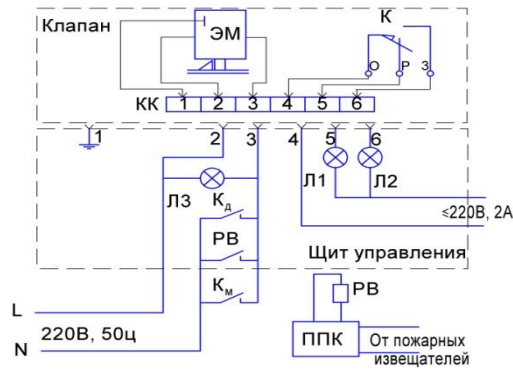 Клапан
ЭМ
К
О Р З
КК 1 2 3 4 5 6
1 2 3 4 5 6
Л3 Кд Л1 Л2
≤220В, 2А
РВ
Щит управления
Км
РВ
L
220В, 50ц
ППК От пожарных
N извещателей